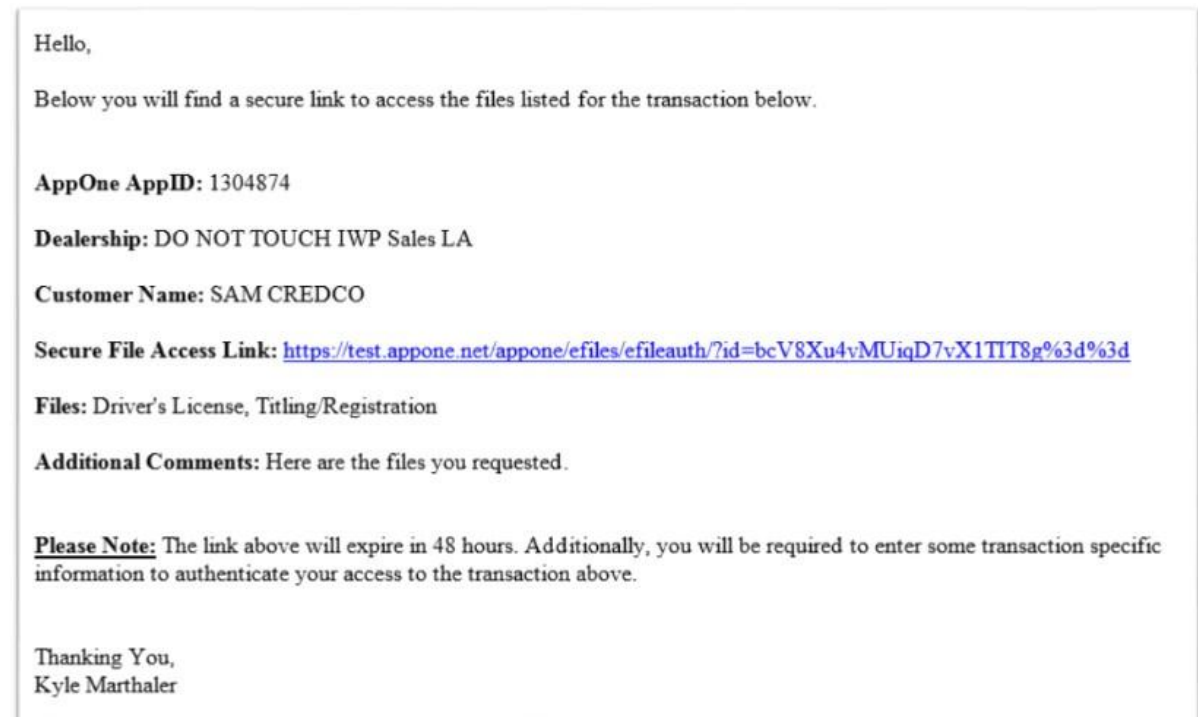 Hello,
Below you will find a secure link to access the files listed for the transaction below.
AppOne AppID: 1304874
Dealership: DO NOT TOUCH IWP Sales LA
Customer Name: SAM CREDCO
Secure File Access Link: https://test.appone.net/appone/efiles/efileauth/?id=bcV8Xu4vMUiqD7vX1TIT8g%3d%3d
Files: Driver's License, Titling/Registration
Additional Comments: Here are the files you requested.
Please Note: The link above will expire in 48 hours. Additionally, you will be required to enter some transaction specific
information to authenticate your access to the transaction above.
Thanking You,
Kyle Marthaler